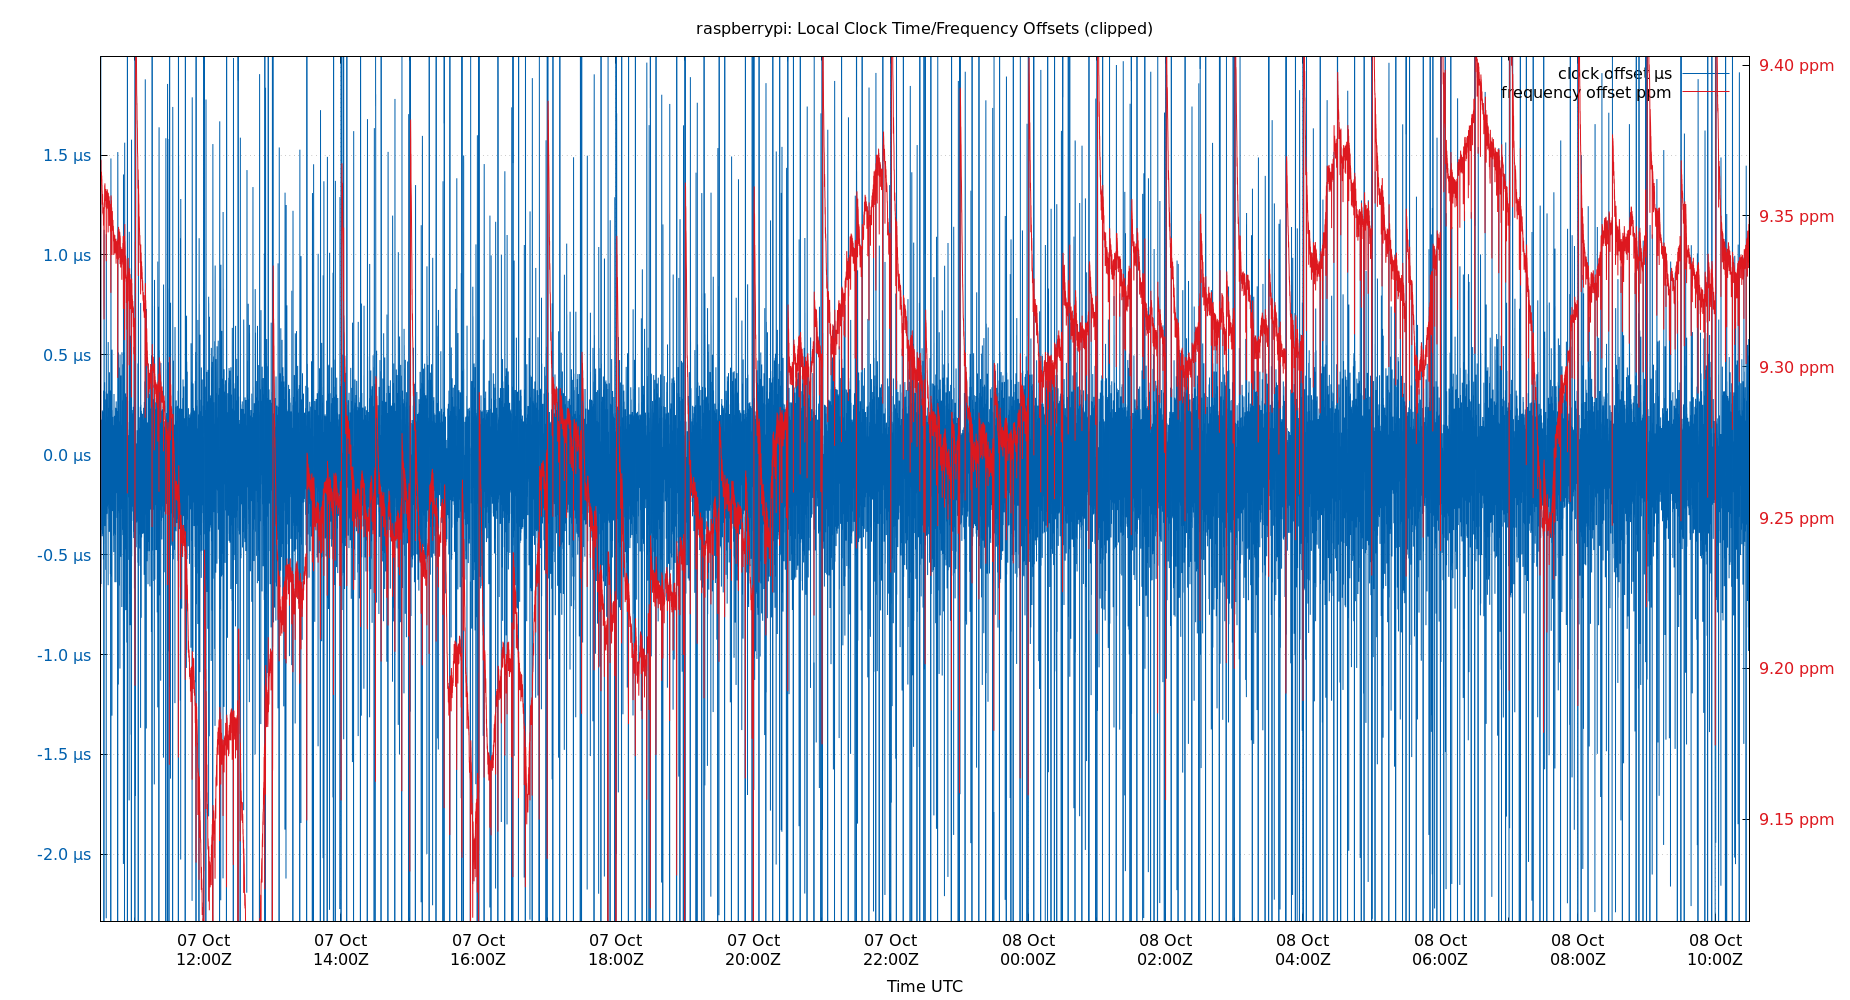 raspberrypi: Local Clock Time/Frequency Offsets (clipped)
clock offset µs
frequency offset ppm
1.5 µs
1.0 µs
0.5 µs
0.0 µs
-0.5 µs
-1.0 µs
-1.5 µs
-2.0 µs
9.40 ppm
9.35 ppm
9.30 ppm
9.25 ppm
9.20 ppm
9.15 ppm
07 Oct 07 Oct 07 Oct 07 Oct 07 Oct 07 Oct 08 Oct 08 Oct 08 Oct 08 Oct 08 Oct 08 Oct
12:00Z 14:00Z 16:00Z 18:00Z 20:00Z 22:00Z 00:00Z 02:00Z 04:00Z 06:00Z 08:00Z 10:00Z
Time UTC